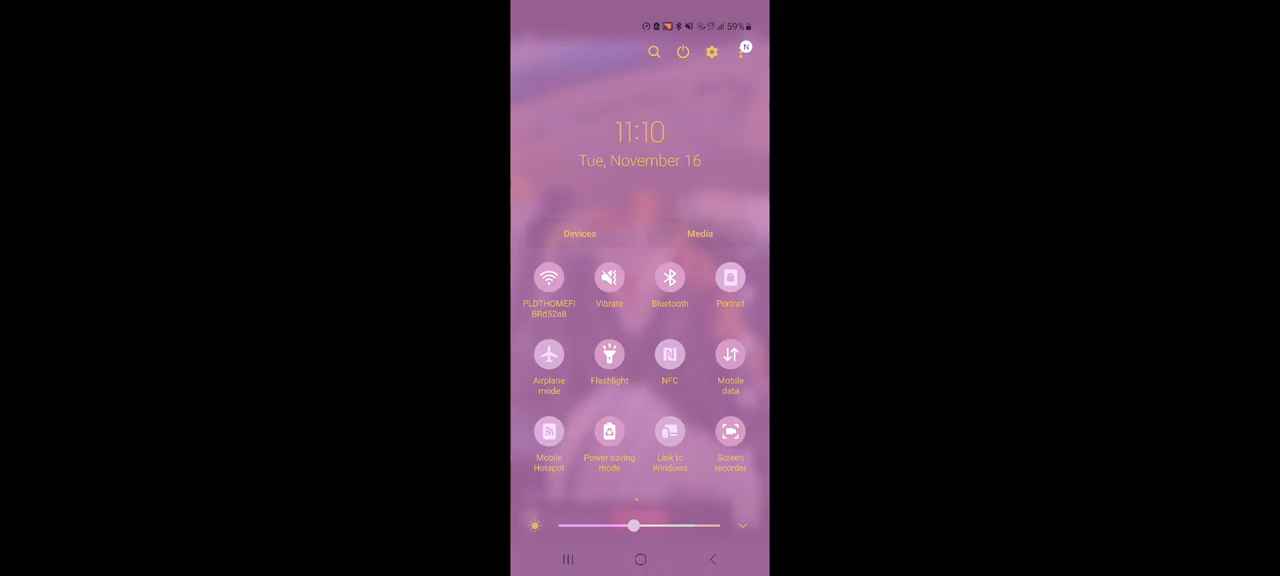 59%
N
11:10
Tue, November 16
Devices Media
PLDTHOMEFI Vibrate Bluetooth Portrait
BRd52a8
Airplane Flashlight NFC Mobile
mode data
Mobile Power saving Link to Screen
Hotspot mode Windows recorder